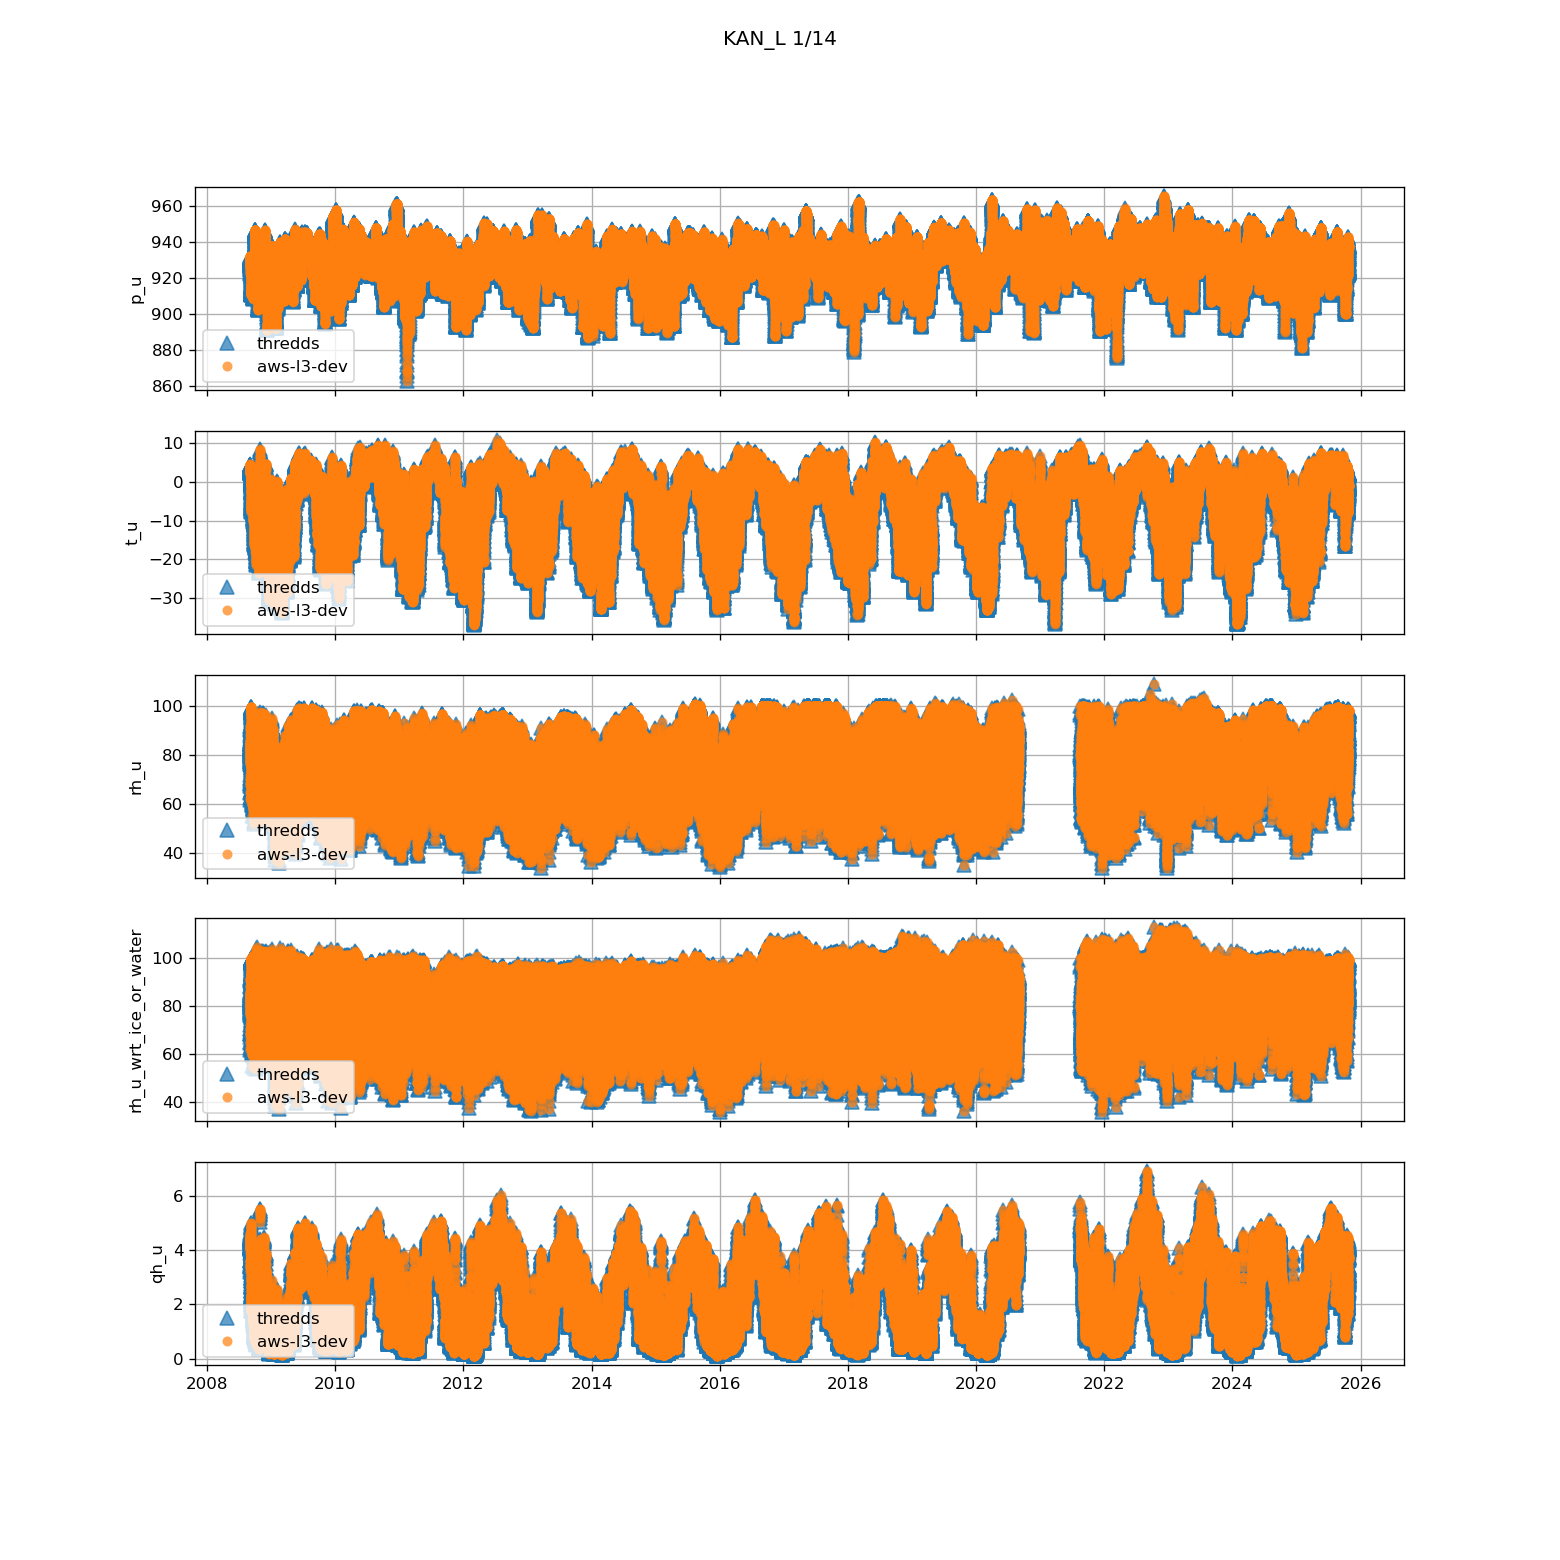 KAN_L 1/14
960
940
920
900
880
860
p_u
thredds
aws-l3-dev
10
0
−10
−20
−30
t_u
thredds
aws-l3-dev
100
80
60
40
rh_u
thredds
aws-l3-dev
100
80
60
40
rh_u_wrt_ice_or_water
thredds
aws-l3-dev
6
4
2
0
qh_u
thredds
aws-l3-dev
2008 2010 2012 2014 2016 2018 2020 2022 2024 2026